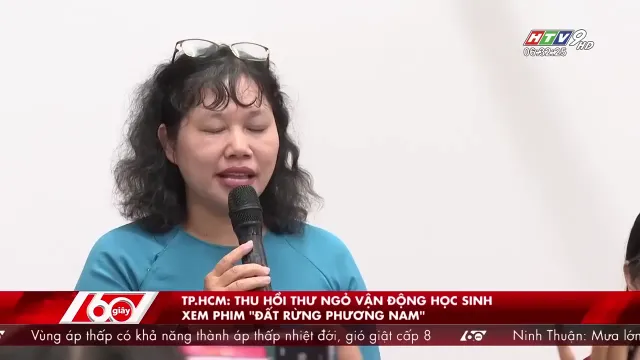 HTV9 HD
06:32:25
60 giây
TP.HCM: THU HỒI THƯ NGỎ VẬN ĐỘNG HỌC SINH
XEM PHIM "ĐẤT RỪNG PHƯƠNG NAM"
Vùng áp thấp có khả năng thành áp thấp nhiệt đới, gió giật cấp 8
60
Ninh Thuận: Mưa lớn